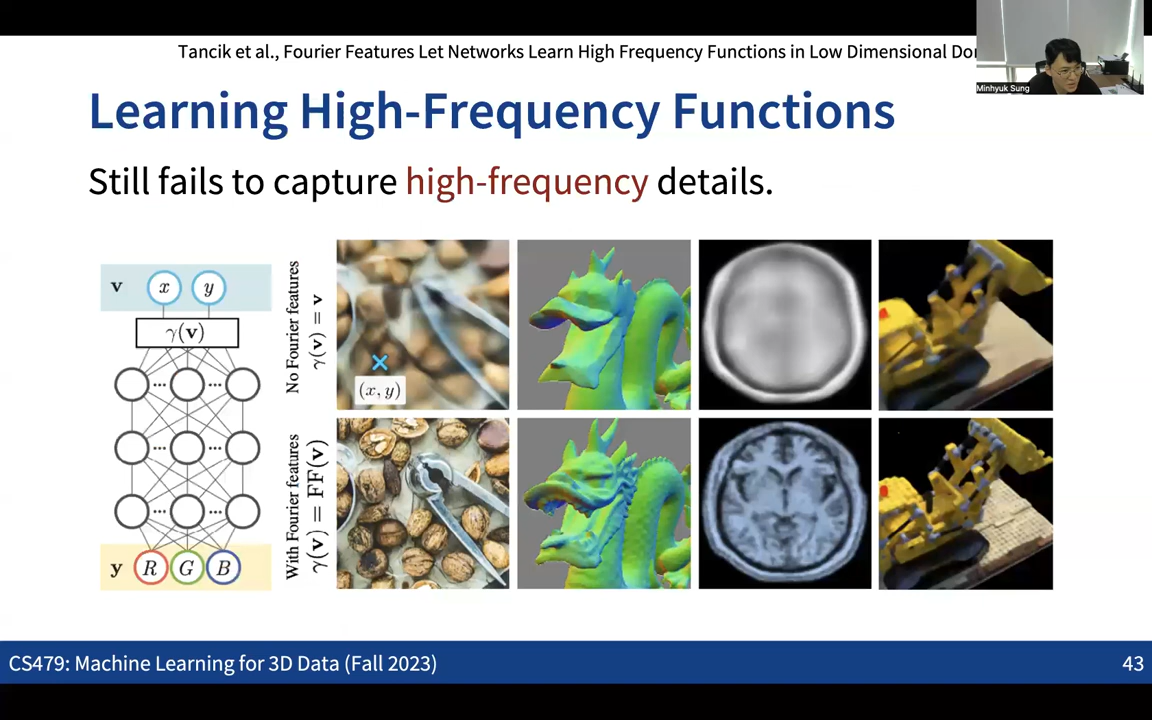 Tancik et al., Fourier Features Let Networks Learn High Frequency Functions in Low Dimensional
Minhyuk Sung
Learning High-Frequency Functions
Still fails to capture high-frequency details.
v x y
γ(v)
y R G B
No Fourier features
γ(v) = v
(x, y)
With Fourier features
γ(v) = FF(v)
CS479: Machine Learning for 3D Data (Fall 2023)
43